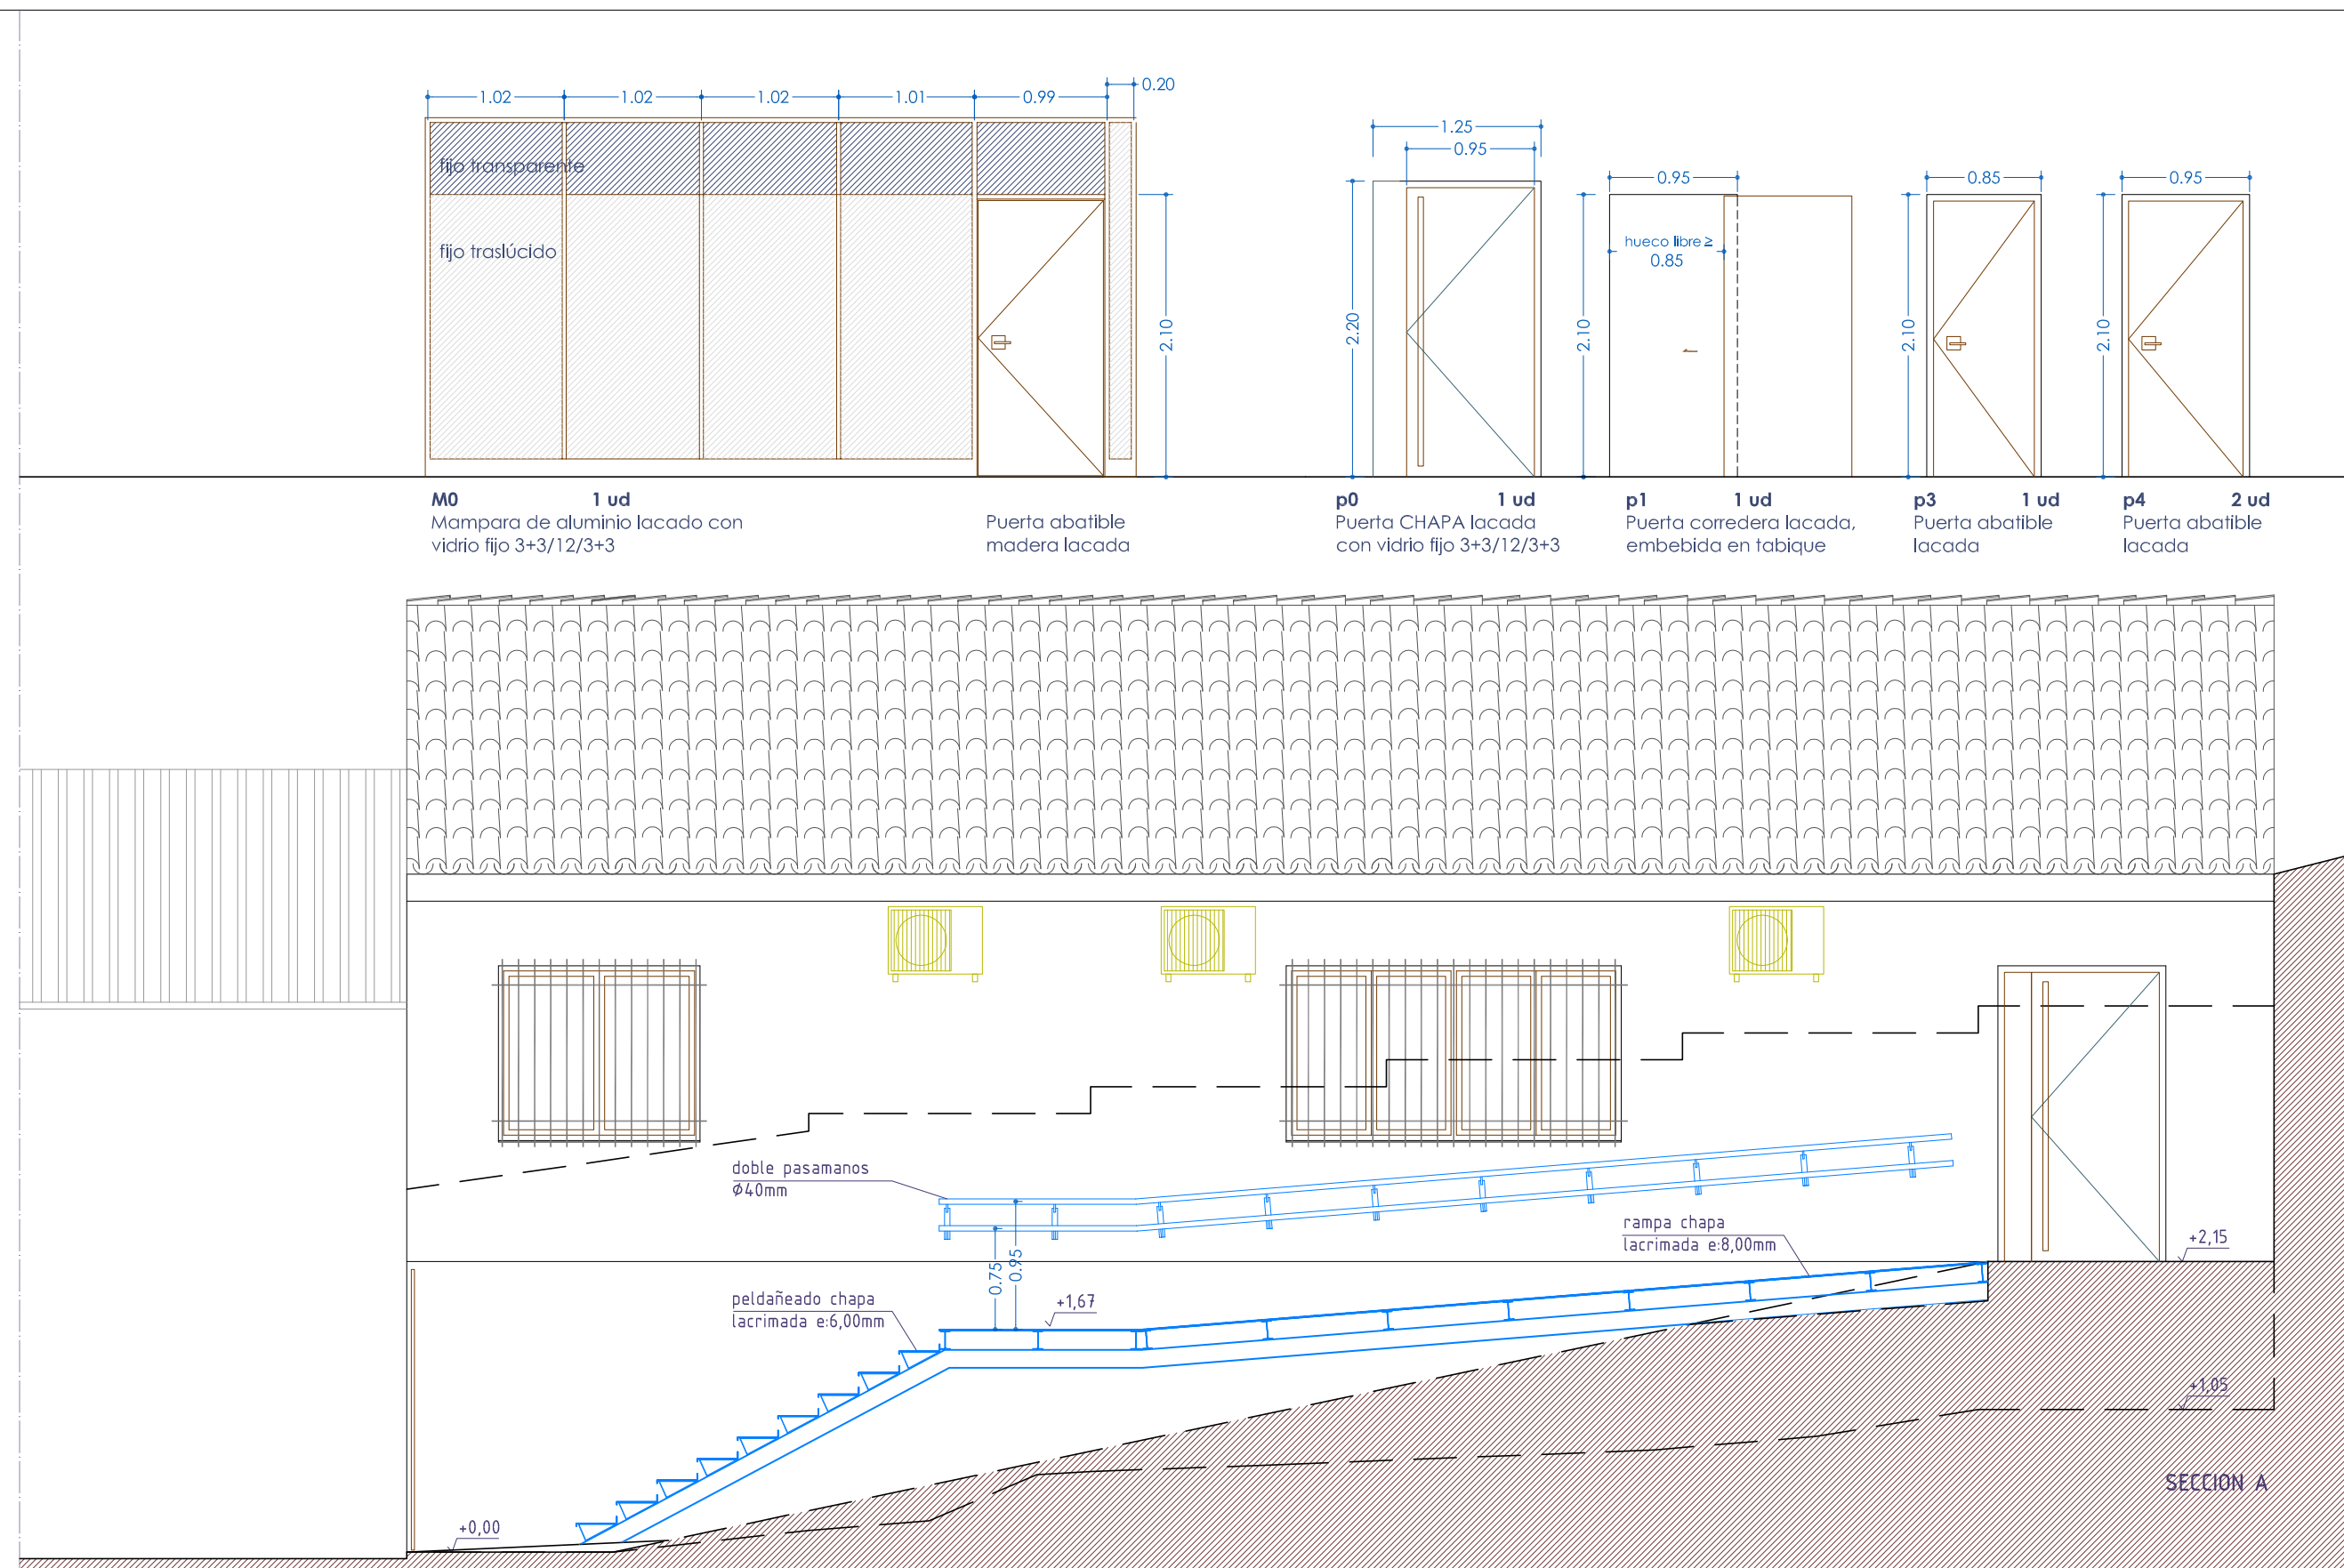 0.20
1.02 1.02 1.02 1.01 0.99
1.25
0.95
0.95 0.85 0.95
fijo transparente
fijo traslúcido
hueco libre ≥
0.85
2.10 2.20 2.10 2.10 2.10
M0 1 ud
Mampara de aluminio lacado con
vidrio fijo 3+3/12/3+3
Puerta abatible
madera lacada
p0 1 ud
Puerta CHAPA lacada
con vidrio fijo 3+3/12/3+3
p1 1 ud
Puerta corredera lacada,
embebida en tabique
p3 1 ud
Puerta abatible
lacada
p4 2 ud
Puerta abatible
lacada
doble pasamanos
Ø40mm
rampa chapa
lacrimada e:8,00mm
+2,15
0.75
0.95
peldañeado chapa
lacrimada e:6,00mm
+1,67
+1,05
SECCION A
+0,00